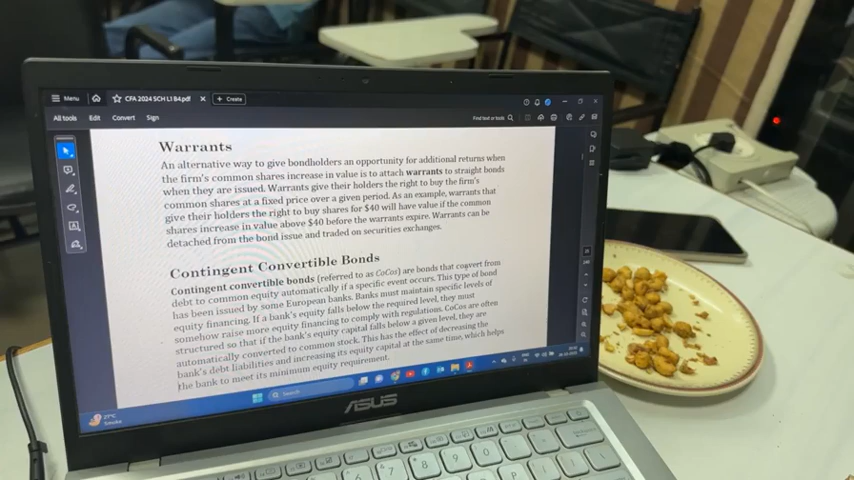 Menu
CFA 2024 SCH L1 B4.pdf
Create
All tools
Edit
Convert
Sign
Find text or tools
Warrants
An alternative way to give bondholders an opportunity for additional returns when
the firm's common shares increase in value is to attach warrants to straight bonds
when they are issued. Warrants give their holders the right to buy the firm's
common shares at a fixed price over a given period. As an example, warrants that
give their holders the right to buy shares for $40 will have value if the common
shares increase in value above $40 before the warrants expire. Warrants can be
detached from the bond issue and traded on securities exchanges.
Contingent Convertible Bonds
Contingent convertible bonds (referred to as CoCos) are bonds that convert from
debt to common equity automatically if a specific event occurs. This type of bond
has been issued by some European banks. Banks must maintain specific levels of
equity financing. If a bank's equity falls below the required level, they must
somehow raise more equity financing to comply with regulations. CoCos are often
structured so that if the bank's equity capital falls below a given level, they are
automatically converted to common stock. This has the effect of decreasing the
bank's debt liabilities and increasing its equity capital at the same time, which helps
the bank to meet its minimum equity requirement.
27°C
Smoke
Search
ASUS
6 7 8 9 0